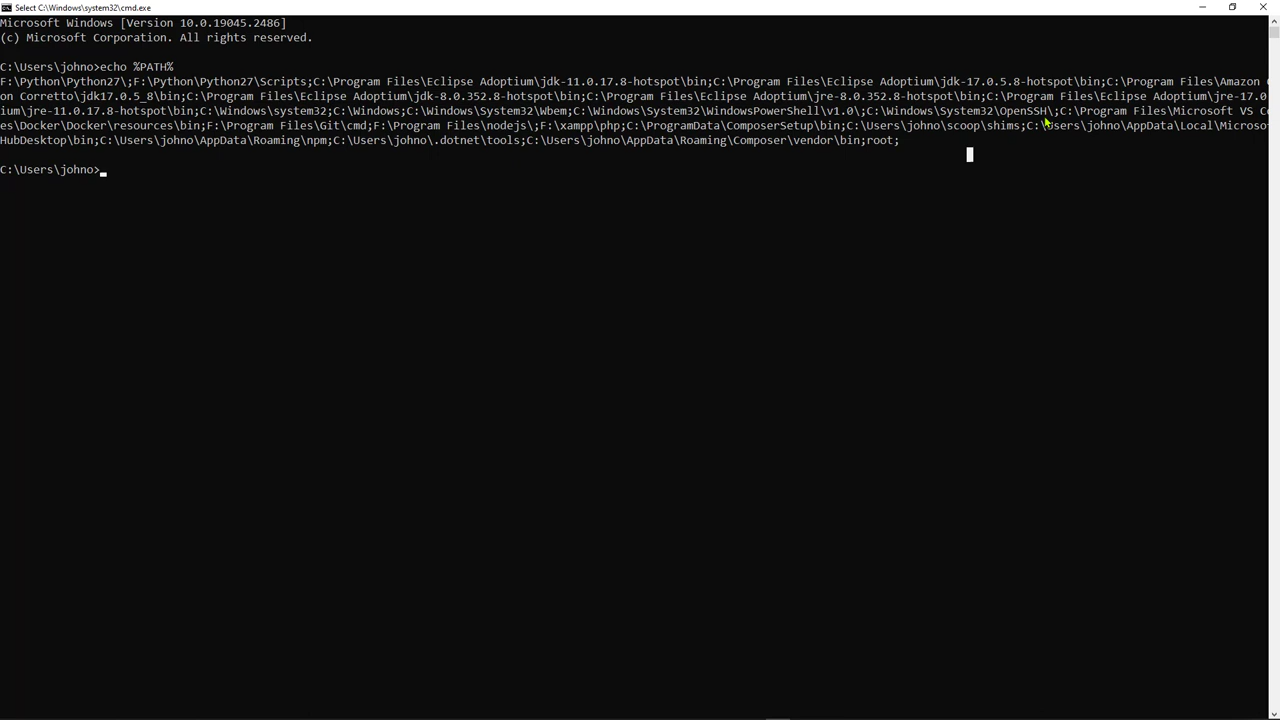 Select C:\Windows\system32\cmd.exe
Microsoft Windows [Version 10.0.19045.2486]
(c) Microsoft Corporation. All rights reserved.
C:\Users\johno>echo %PATH%
F:\Python\Python27\;F:\Python\Python27\Scripts;C:\Program Files\Eclipse Adoptium\jdk-11.0.17.8-hotspot\bin;C:\Program Files\Eclipse Adoptium\jdk-17.0.5.8-hotspot\bin;C:\Program Files\Amazon C
on Corretto\jdk17.0.5_8\bin;C:\Program Files\Eclipse Adoptium\jdk-8.0.352.8-hotspot\bin;C:\Program Files\Eclipse Adoptium\jre-8.0.352.8-hotspot\bin;C:\Program Files\Eclipse Adoptium\jre-17.0
ium\jre-11.0.17.8-hotspot\bin;C:\Windows\system32;C:\Windows;C:\Windows\System32\Wbem;C:\Windows\System32\WindowsPowerShell\v1.0\;C:\Windows\System32\OpenSSH\;C:\Program Files\Microsoft VS C
es\Docker\Docker\resources\bin;F:\Program Files\Git\cmd;F:\Program Files\nodejs\;F:\xampp\php;C:\ProgramData\ComposerSetup\bin;C:\Users\johno\scoop\shims;C:\Users\johno\AppData\Local\Microso
HubDesktop\bin;C:\Users\johno\AppData\Roaming\npm;C:\Users\johno\.dotnet\tools;C:\Users\johno\AppData\Roaming\Composer\vendor\bin;root;
C:\Users\johno>